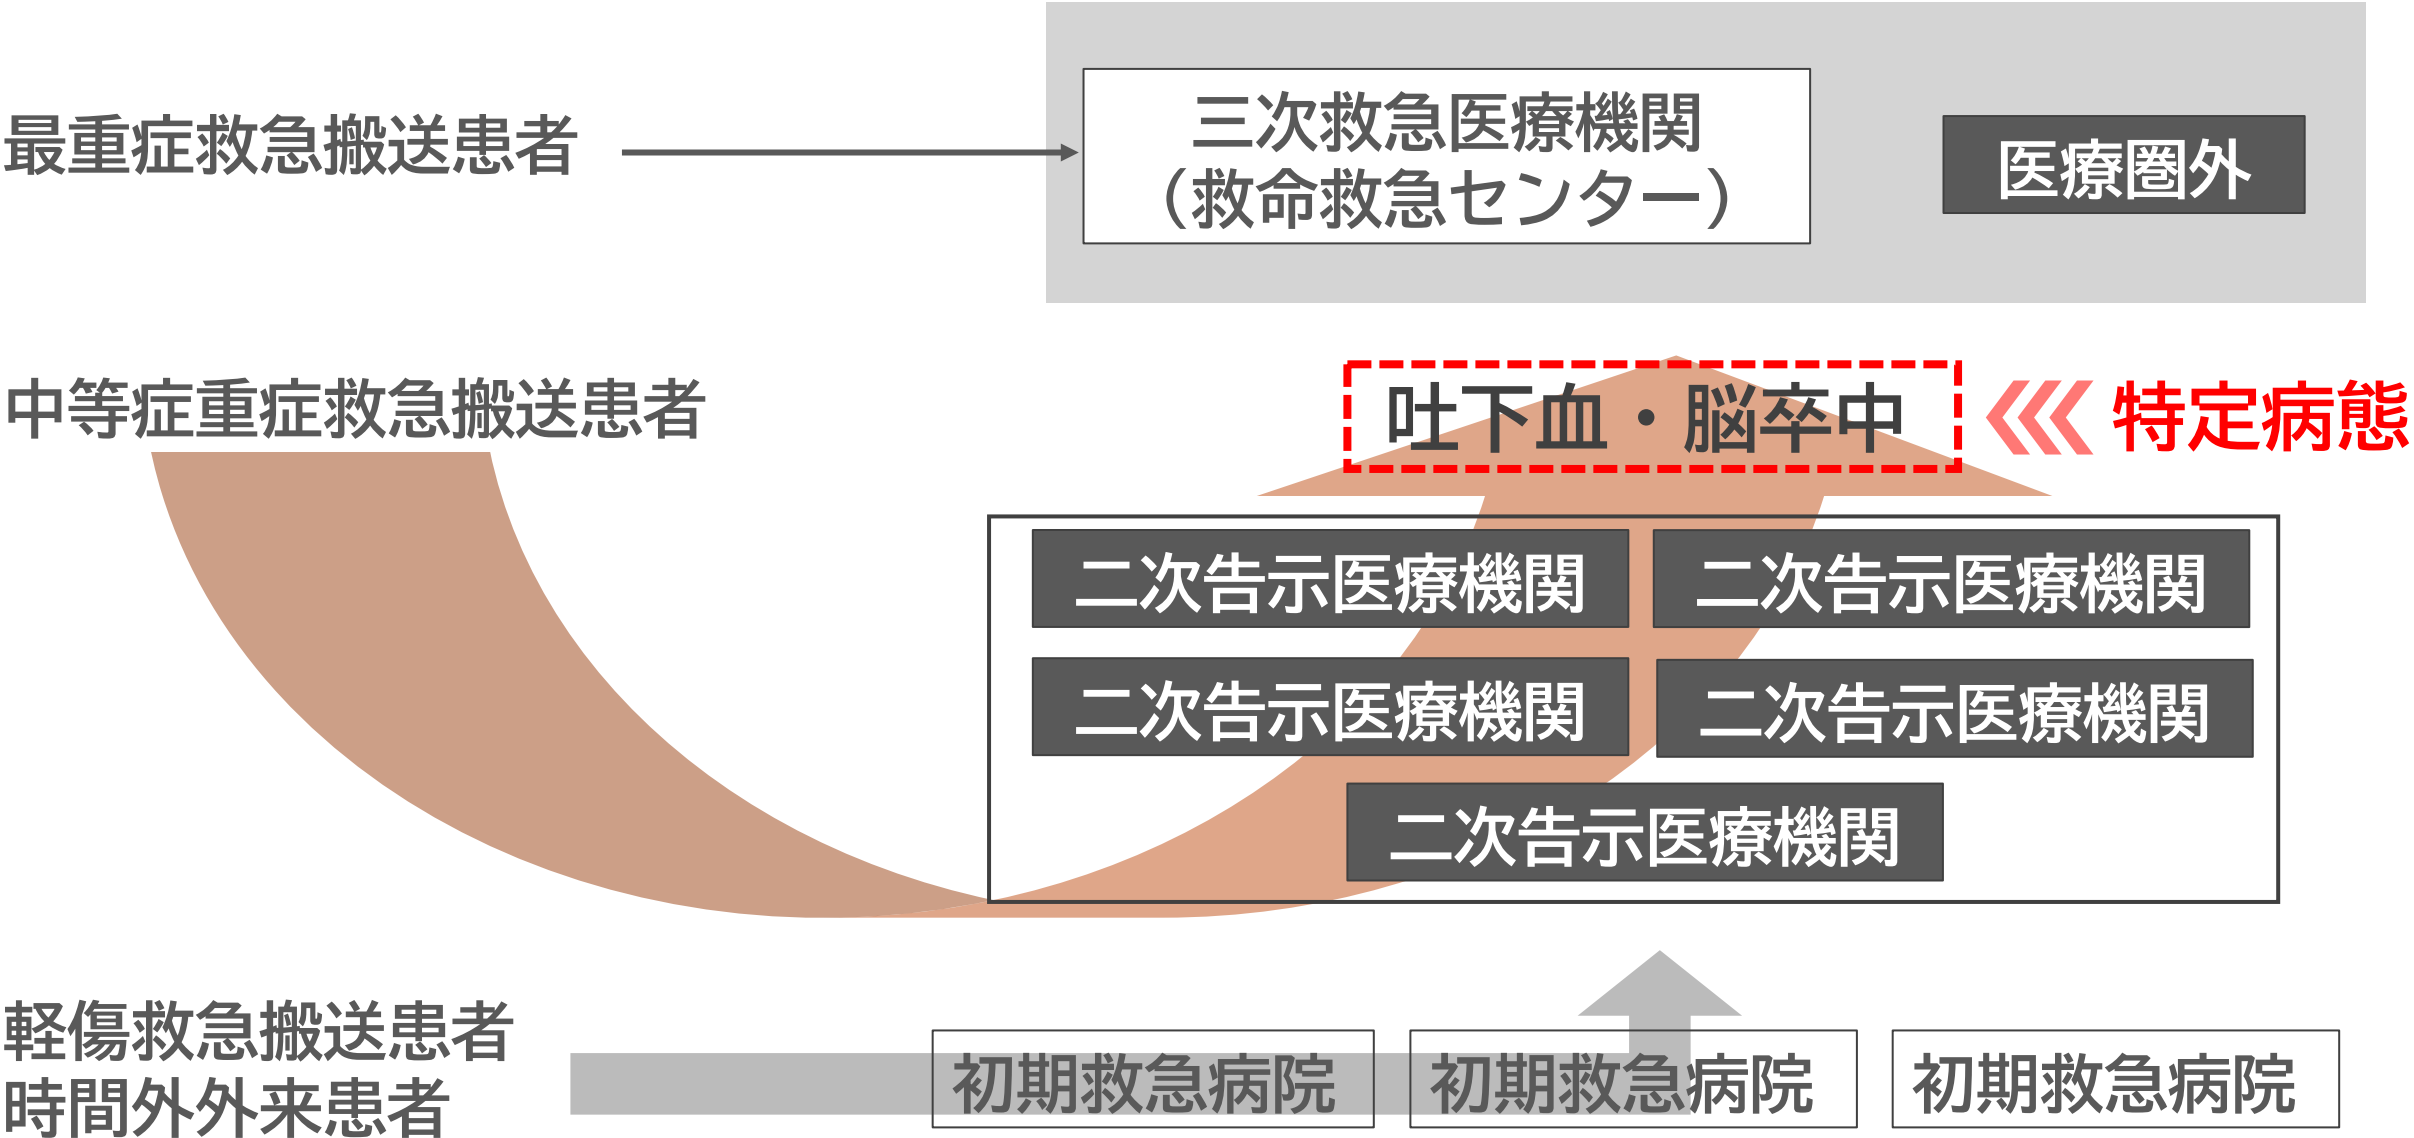 最重症救急搬送患者
三次救急医療機関
（救命救急センター）
医療圏外
中等症重症救急搬送患者
吐下血・脳卒中
特定病態
二次告示医療機関
二次告示医療機関
二次告示医療機関
二次告示医療機関
二次告示医療機関
軽傷救急搬送患者
時間外外来患者
初期救急病院
初期救急病院
初期救急病院